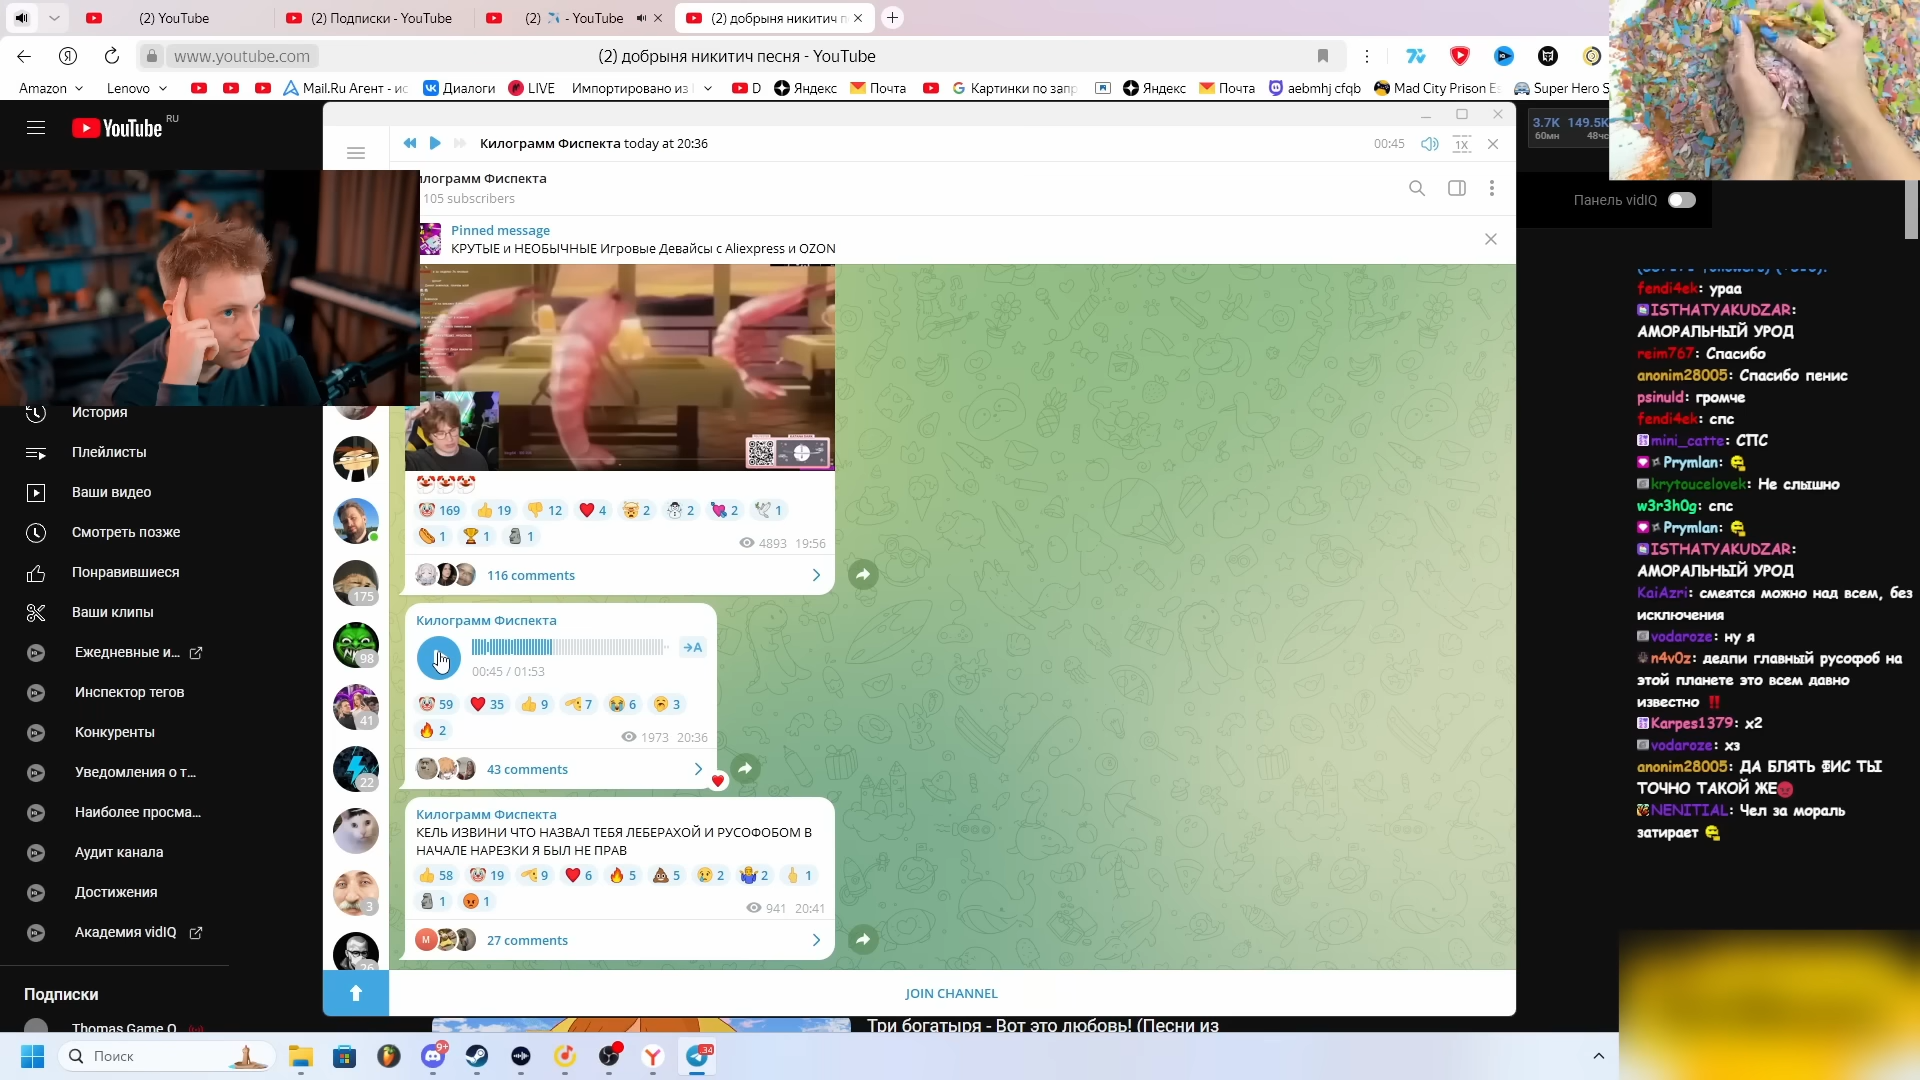 (2) YouTube
(2) Подписки - YouTube
(2) ✈️ - YouTube
(2) добрыня никитич п
www.youtube.com
(2) добрыня никитич песня - YouTube
Amazon
Lenovo
Mail.Ru Агент - ис
Диалоги
LIVE
Импортировано из
D
Яндекс
Почта
Картинки по запр
Яндекс
Почта
aebmhj cfqb
Mad City Prison Es
Super Hero S
YouTube
RU
Килограмм Фиспекта today at 20:36
00:45
1X
3.7K 149.5K
60мн 48чс
илограмм Фиспекта
105 subscribers
Панель vidIQ
Pinned message
КРУТЫЕ и НЕОБЫЧНЫЕ Игровые Девайсы с Aliexpress и OZON
История
Плейлисты
Ваши видео
Смотреть позже
Понравившиеся
Ваши клипы
Ежедневные и...
Инспектор тегов
Конкуренты
Уведомления о т...
Наиболее просма...
Аудит канала
Достижения
Академия vidIQ
Подписки
Thomas Game O
175
98
41
22
3
26
🤡🤡🤡
🤡 169 👍 19 👎 12 ❤ 4 🤯 2 ☃ 2 💘 2 🕊 1
🌭 1 🏆 1 🗿 1
4893 19:56
116 comments
Килограмм Фиспекта
→A
00:45 / 01:53
59 35 9 7 6 3
2
1973 20:36
43 comments
Килограмм Фиспекта
КЕЛЬ ИЗВИНИ ЧТО НАЗВАЛ ТЕБЯ ЛЕБЕРАХОЙ И РУСОФОБОМ В
НАЧАЛЕ НАРЕЗКИ Я БЫЛ НЕ ПРАВ
58 19 9 6 5 5 2 2 1
1 1
941 20:41
M
27 comments
JOIN CHANNEL
Три богатыря - Вот это любовь! (Песни из
fendi4ek: ураа
ISTHATYAKUDZAR:
АМОРАЛЬНЫЙ УРОД
reim767: Спасибо
anonim28005: Спасибо пенис
psinuld: громче
fendi4ek: спс
mini_catte: СПС
Prymlan:
krytoucelovek: Не слышно
w3r3h0g: спс
Prymlan:
ISTHATYAKUDZAR:
АМОРАЛЬНЫЙ УРОД
KaiAzri: смеятся можно над всем, без
исключения
vodaroze: ну я
n4v0z: дедпи главный русофоб на
этой планете это всем давно
известно ‼
Karpes1379: x2
vodaroze: хз
anonim28005: ДА БЛЯТЬ ФИС ТЫ
ТОЧНО ТАКОЙ ЖЕ
NENITIAL: Чел за мораль
затирает
Поиск
9+
34